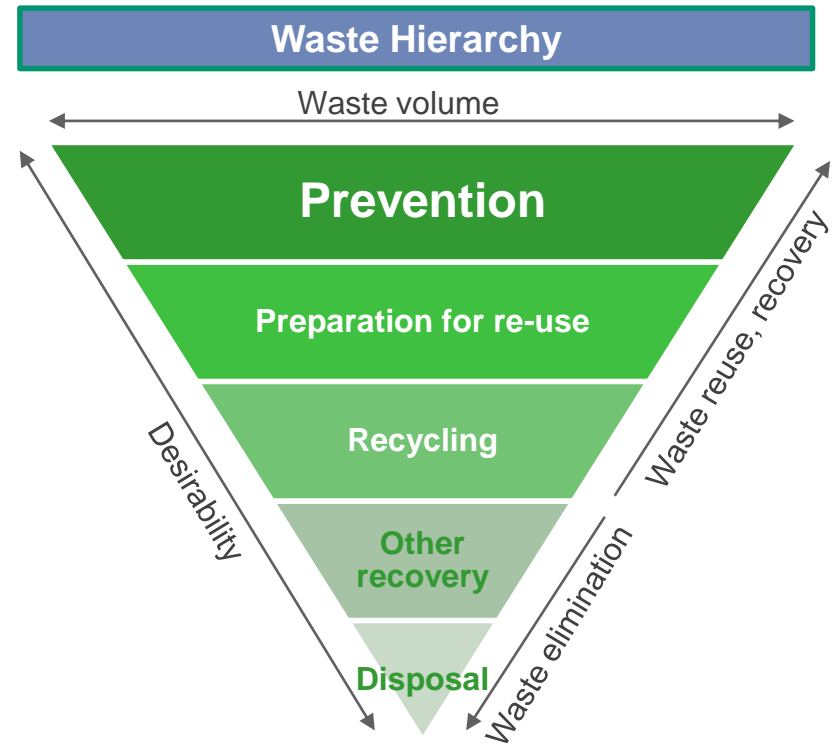 Waste Hierarchy
Waste volume
Prevention
Preparation for re-use
Recycling
Other
recovery
Disposal
Desirability
Waste reuse, recovery
Waste elimination